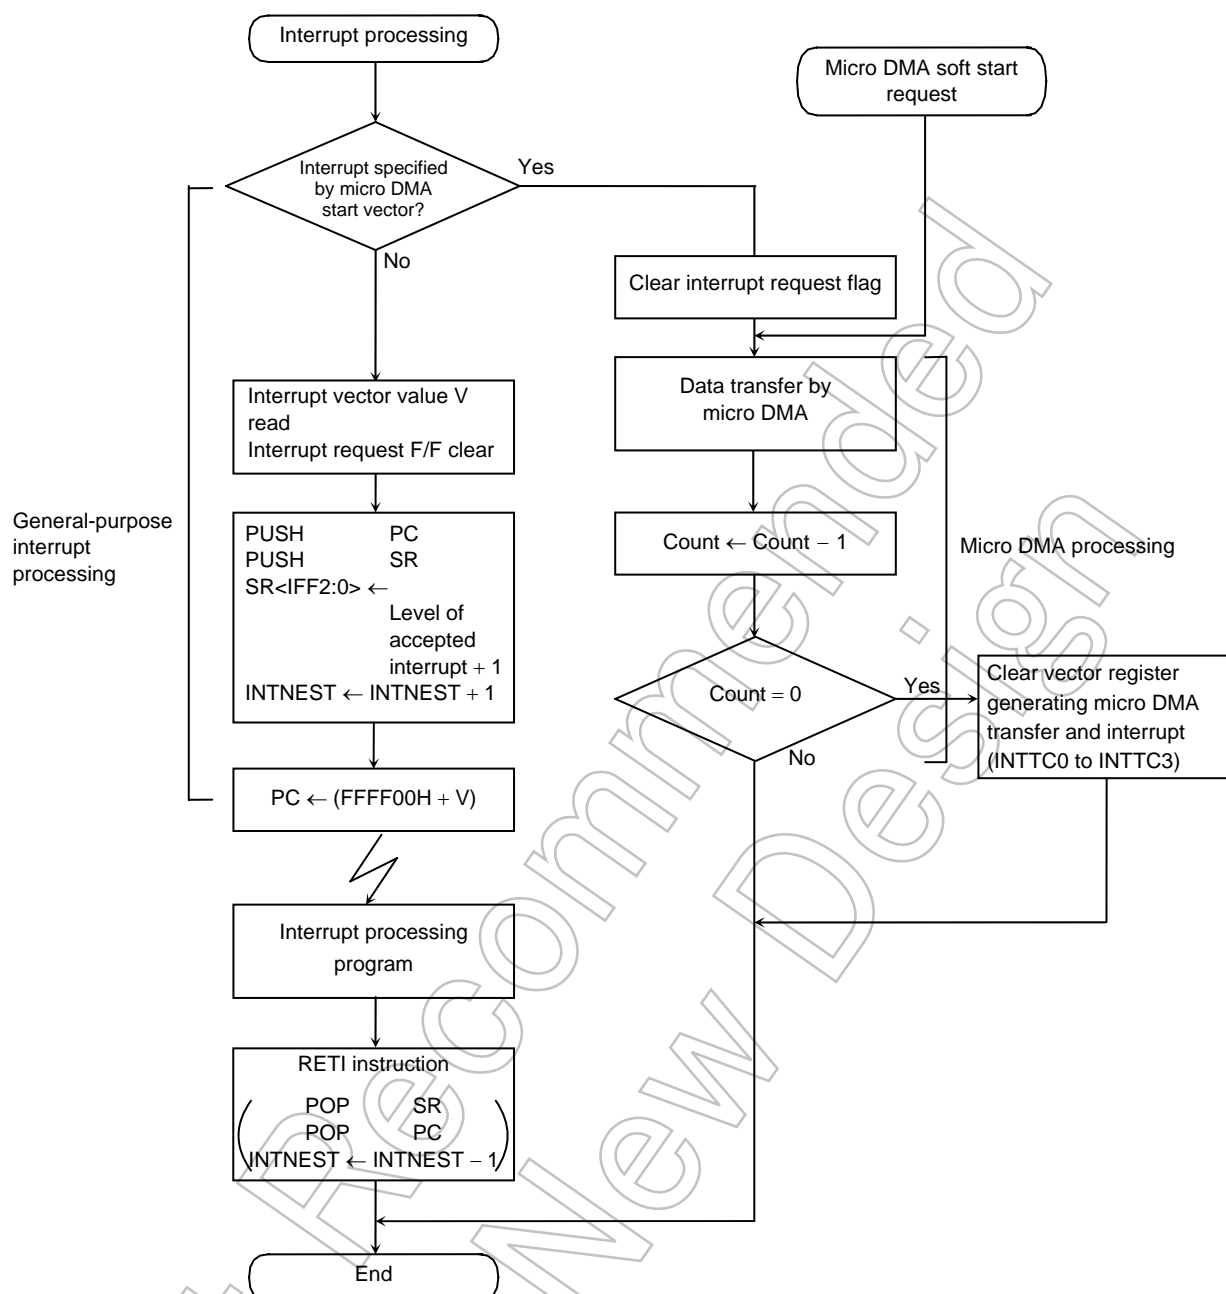 Interrupt processing
Micro DMA soft start
request
Interrupt specified
by micro DMA
start vector?
Yes
No
Clear interrupt request flag
Data transfer by
micro DMA
Interrupt vector value V
read
Interrupt request F/F clear
General-purpose
interrupt
processing
PUSH PC
PUSH SR
SR<IFF2:0> ←
Level of
accepted
interrupt + 1
INTNEST ← INTNEST + 1
Count ← Count − 1
Micro DMA processing
Count = 0
Yes
No
Clear vector register
generating micro DMA
transfer and interrupt
(INTTC0 to INTTC3)
PC ← (FFFF00H + V)
Interrupt processing
program
RETI instruction
POP SR
POP PC
INTNEST ← INTNEST − 1
End
Recommended
New Design